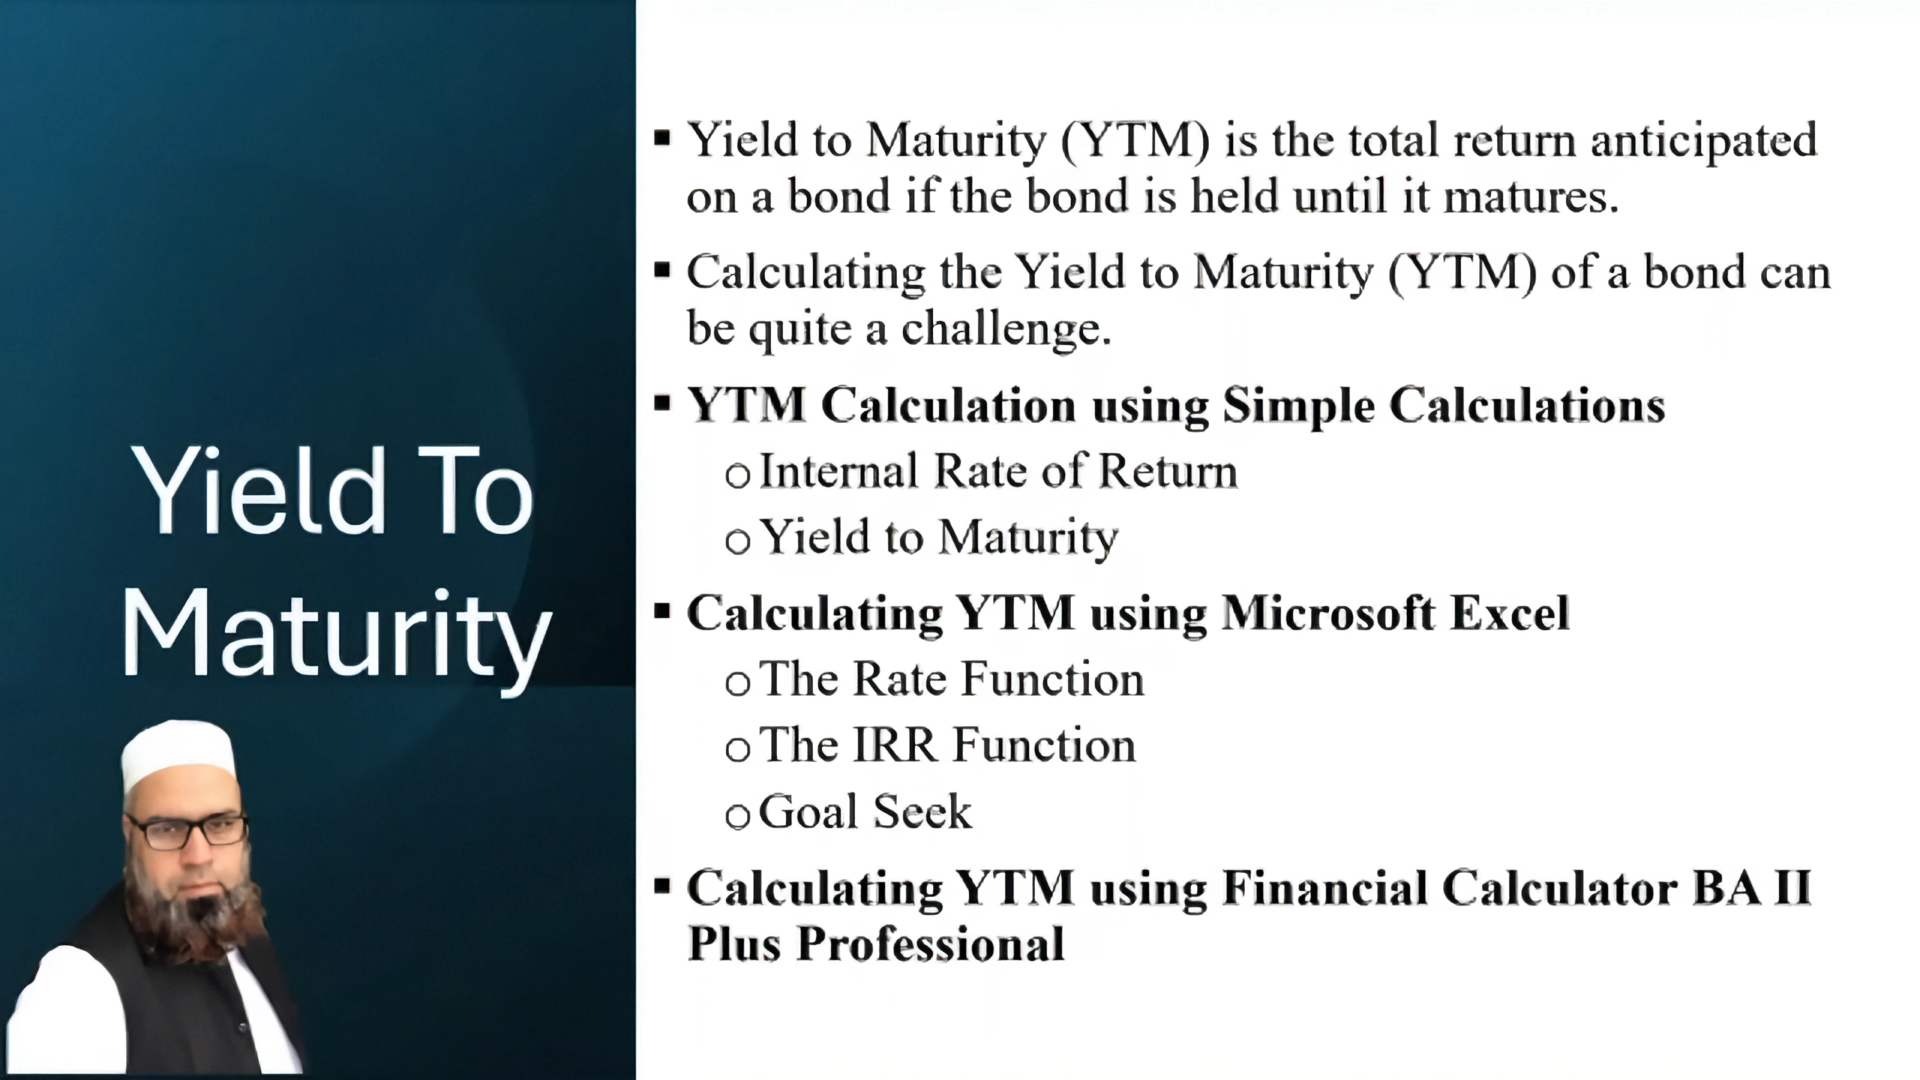 Yield To
Maturity
▪ Yield to Maturity (YTM) is the total return anticipated
on a bond if the bond is held until it matures.
▪ Calculating the Yield to Maturity (YTM) of a bond can
be quite a challenge.
▪ YTM Calculation using Simple Calculations
o Internal Rate of Return
o Yield to Maturity
▪ Calculating YTM using Microsoft Excel
o The Rate Function
o The IRR Function
o Goal Seek
▪ Calculating YTM using Financial Calculator BA II
Plus Professional